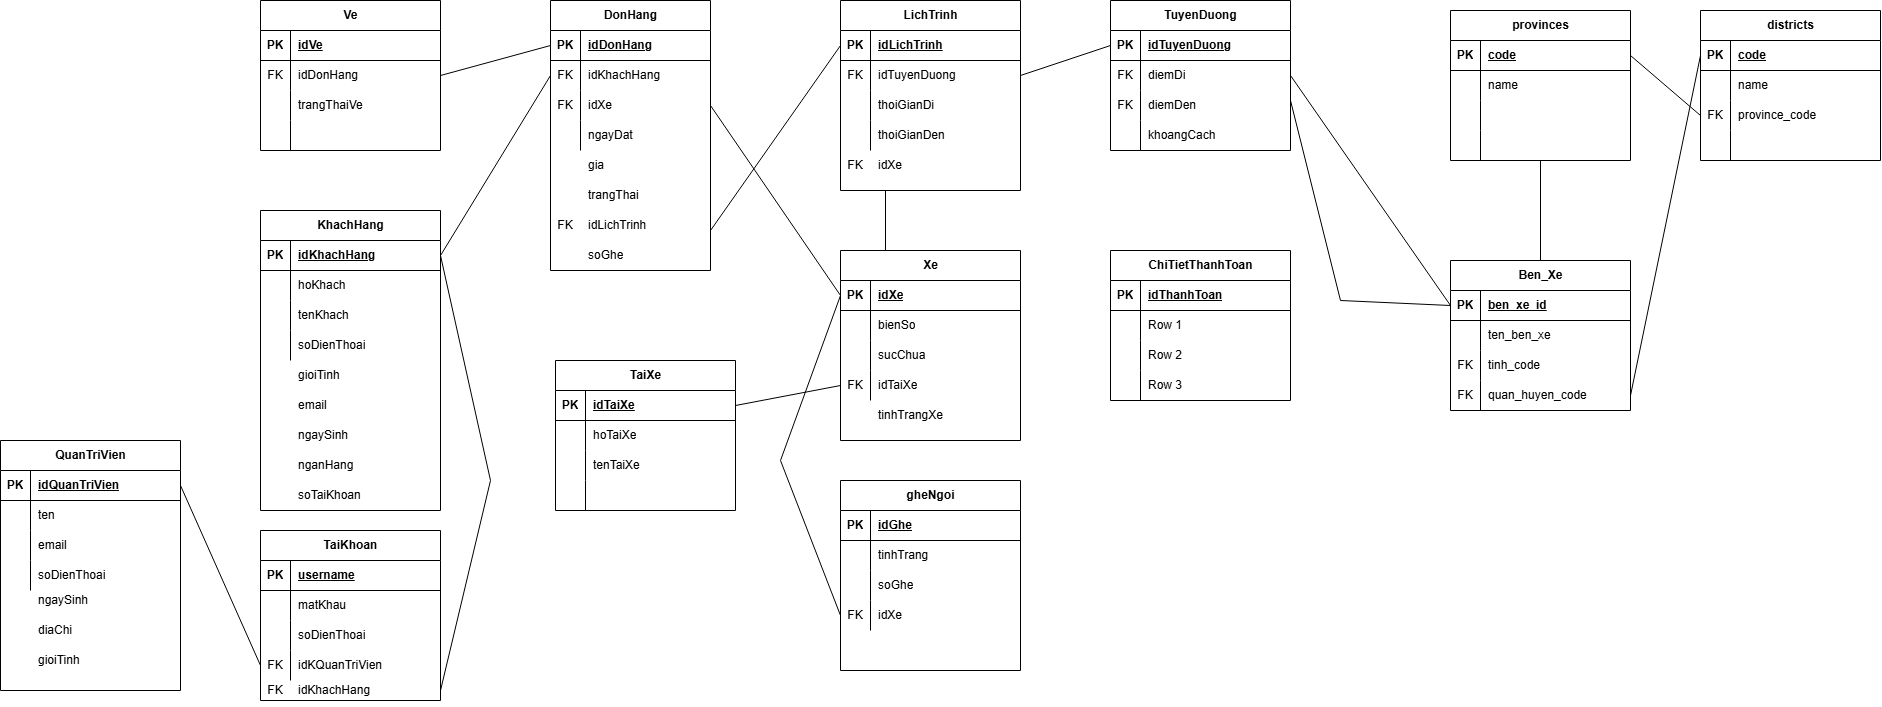 Ve
PK idVe
FK idDonHang
trangThaiVe
DonHang
PK idDonHang
FK idKhachHang
FK idXe
ngayDat
gia
trangThai
FK idLichTrinh
soGhe
LichTrinh
PK idLichTrinh
FK idTuyenDuong
thoiGianDi
thoiGianDen
FK idXe
TuyenDuong
PK idTuyenDuong
FK diemDi
FK diemDen
khoangCach
provinces
PK code
name
districts
PK code
name
FK province_code
KhachHang
PK idKhachHang
hoKhach
tenKhach
soDienThoai
gioiTinh
email
ngaySinh
nganHang
soTaiKhoan
Xe
PK idXe
bienSo
sucChua
FK idTaiXe
tinhTrangXe
ChiTietThanhToan
PK idThanhToan
Row 1
Row 2
Row 3
Ben_Xe
PK ben_xe_id
ten_ben_xe
FK tinh_code
FK quan_huyen_code
TaiXe
PK idTaiXe
hoTaiXe
tenTaiXe
QuanTriVien
PK idQuanTriVien
ten
email
soDienThoai
ngaySinh
diaChi
gioiTinh
TaiKhoan
PK username
matKhau
soDienThoai
FK idKQuanTriVien
FK idKhachHang
gheNgoi
PK idGhe
tinhTrang
soGhe
FK idXe